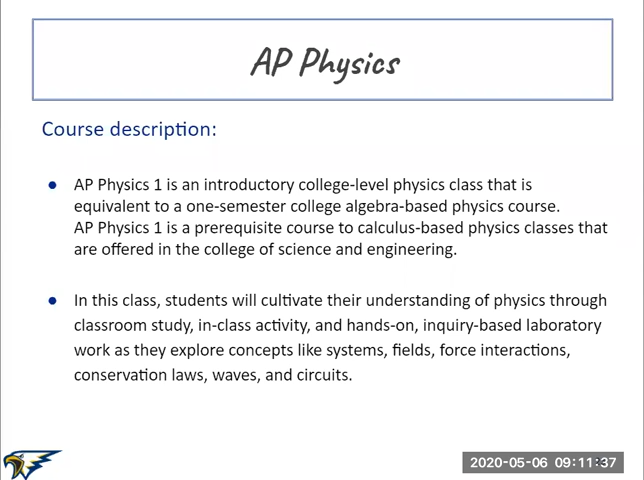 AP Physics
Course description:
● AP Physics 1 is an introductory college-level physics class that is
equivalent to a one-semester college algebra-based physics course.
AP Physics 1 is a prerequisite course to calculus-based physics classes that
are offered in the college of science and engineering.
● In this class, students will cultivate their understanding of physics through
classroom study, in-class activity, and hands-on, inquiry-based laboratory
work as they explore concepts like systems, fields, force interactions,
conservation laws, waves, and circuits.
2020-05-06 09:11:37